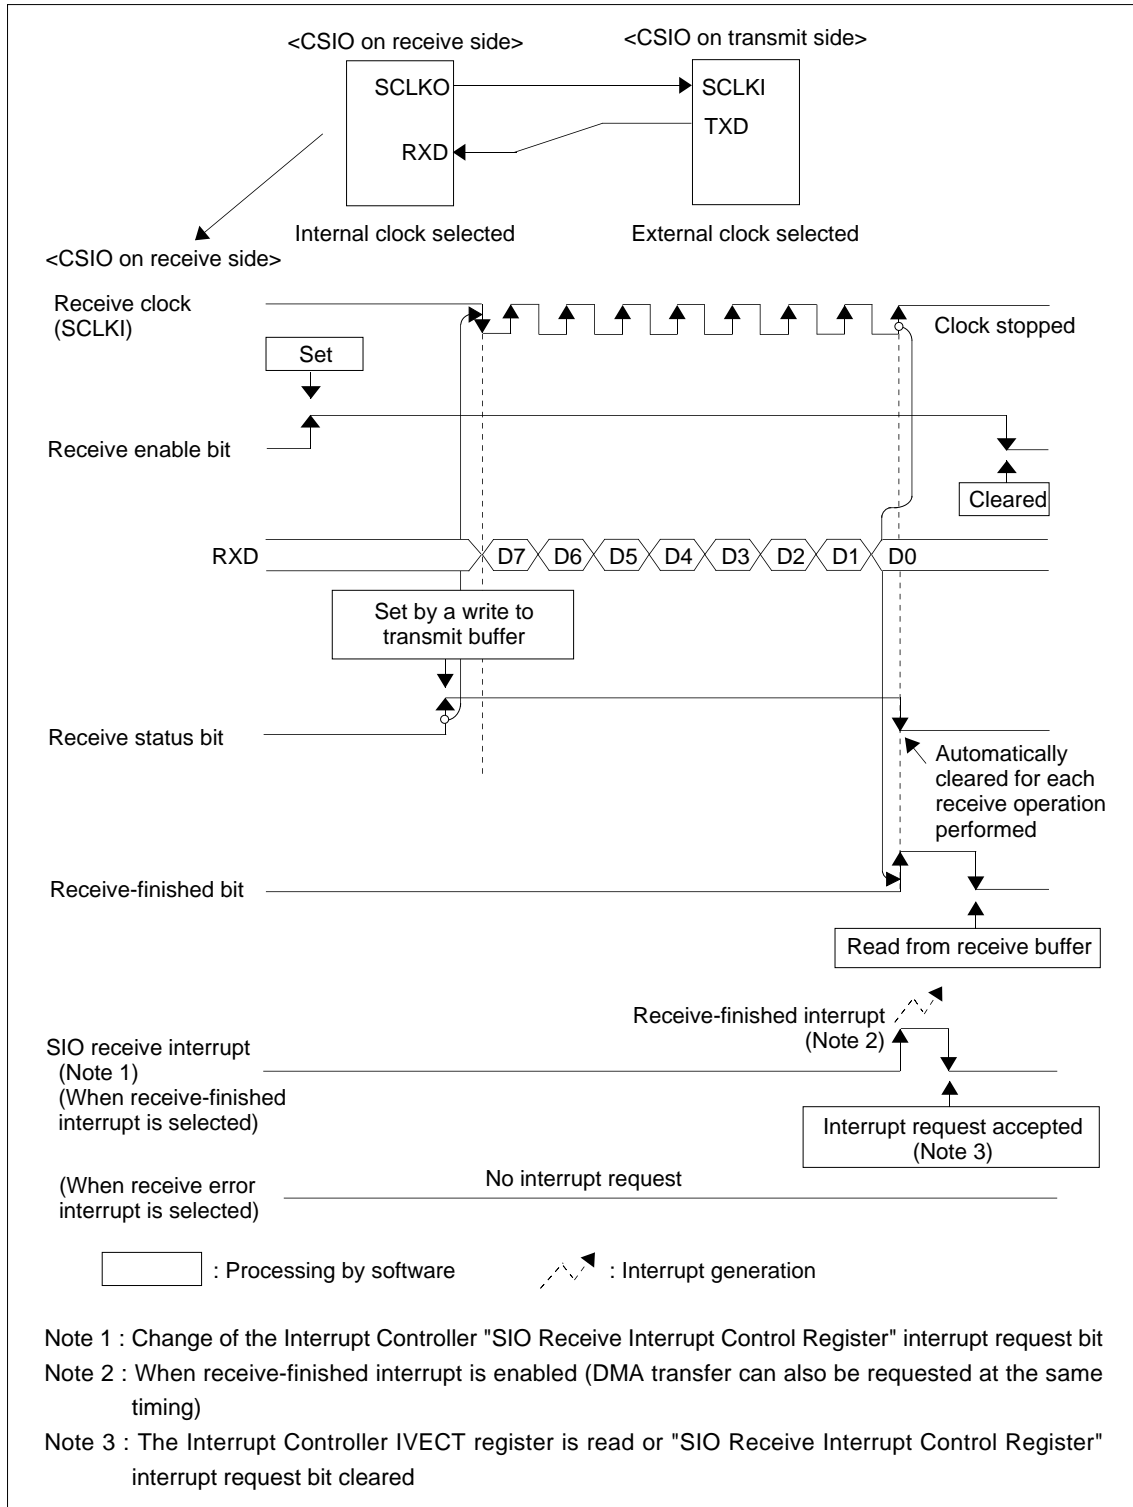 <CSIO on receive side>
<CSIO on transmit side>
SCLKO
SCLKI
TXD
RXD
Internal clock selected
External clock selected
<CSIO on receive side>
Receive clock
(SCLKI)
Clock stopped
Set
Receive enable bit
Cleared
RXD
D7 D6 D5 D4 D3 D2 D1 D0
Set by a write to
transmit buffer
Receive status bit
Automatically
cleared for each
receive operation
performed
Receive-finished bit
Read from receive buffer
Receive-finished interrupt
(Note 2)
SIO receive interrupt
(Note 1)
(When receive-finished
interrupt is selected)
Interrupt request accepted
(Note 3)
(When receive error
interrupt is selected)
No interrupt request
: Processing by software
: Interrupt generation
Note 1 : Change of the Interrupt Controller "SIO Receive Interrupt Control Register" interrupt request bit
Note 2 : When receive-finished interrupt is enabled (DMA transfer can also be requested at the same
timing)
Note 3 : The Interrupt Controller IVECT register is read or "SIO Receive Interrupt Control Register"
interrupt request bit cleared